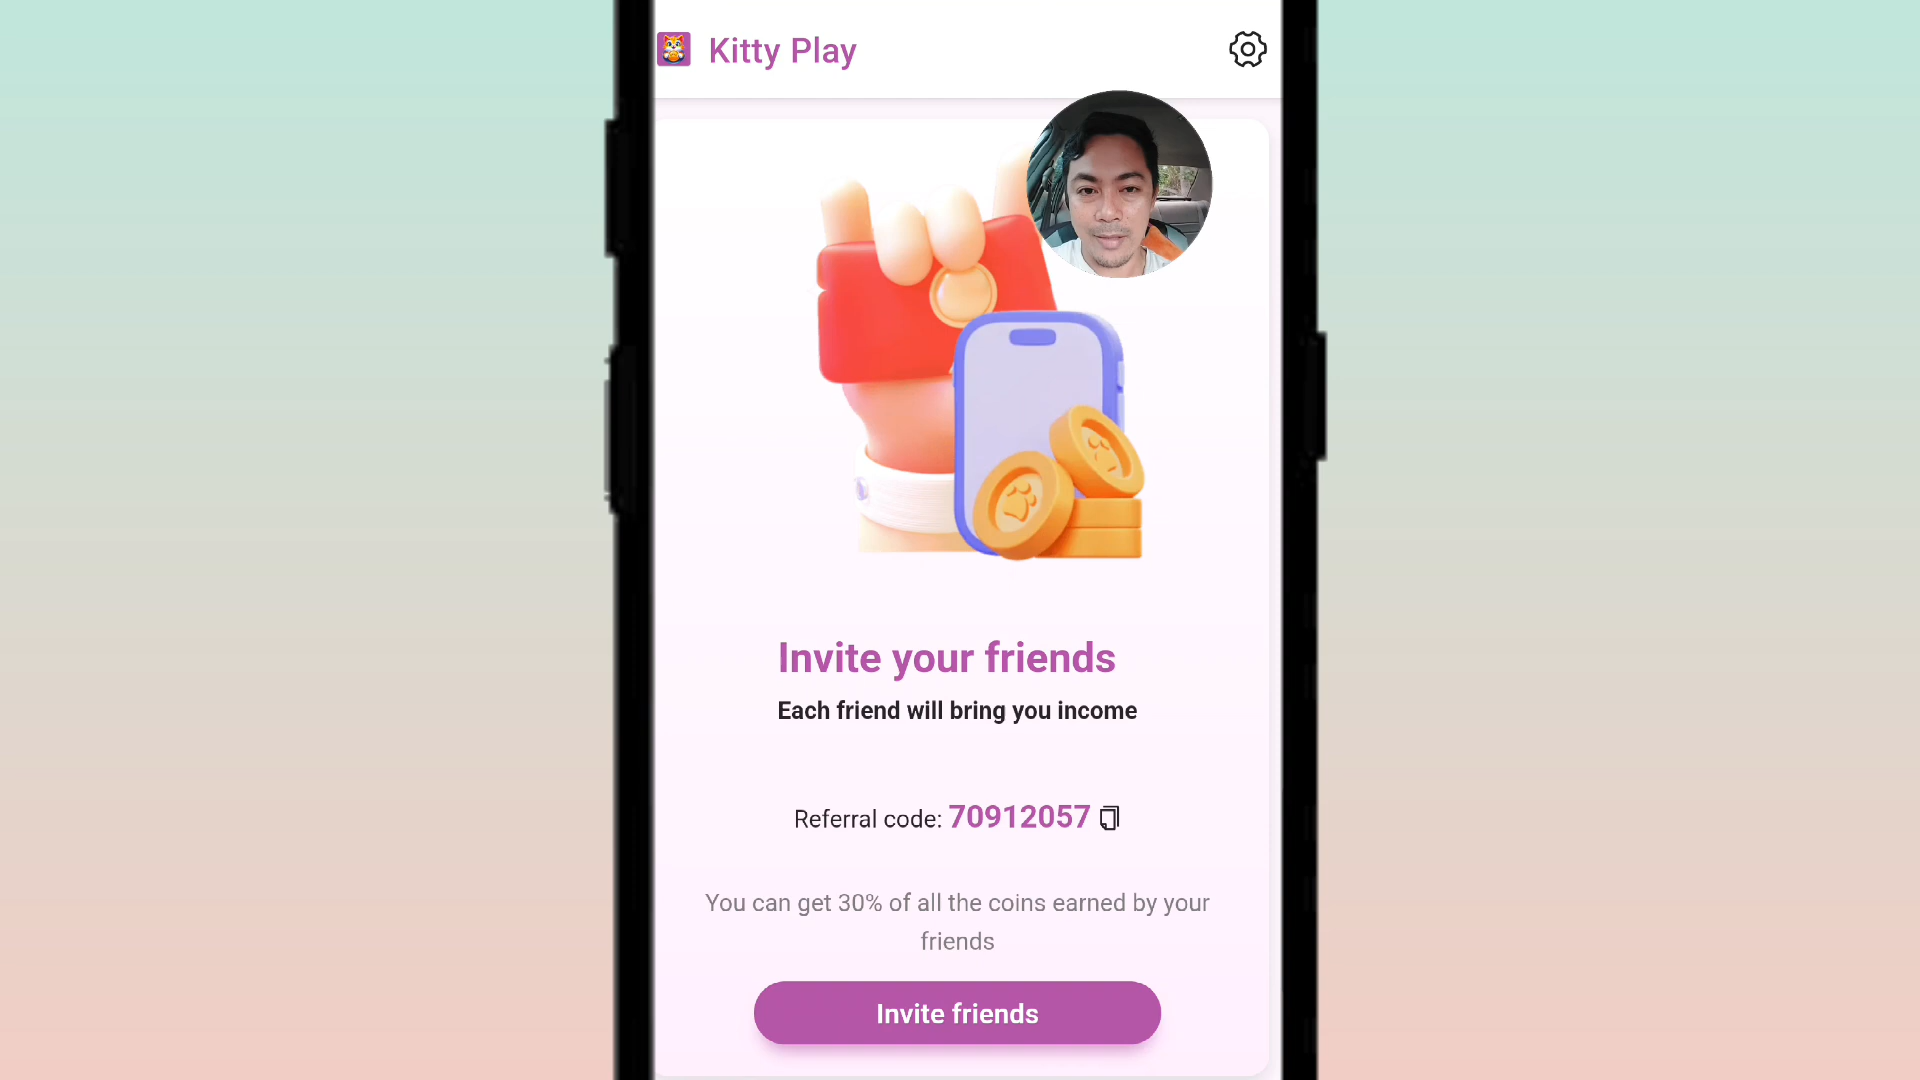 Kitty Play
Invite your friends
Each friend will bring you income
Referral code: 70912057
You can get 30% of all the coins earned by your
friends
Invite friends